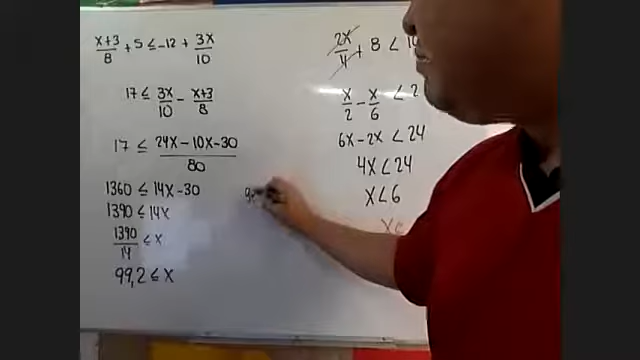 x+3/8 + 5 ≤ -12 + 3x/10
17 ≤ 3x/10 - x+3/8
17 ≤ 24x - 10x - 30/80
1360 ≤ 14x - 30
1390 ≤ 14x
1390/14 ≤ x
99,2 ≤ x
2x/4 + 8 < 10
x/2 - x/6 < 2
6x - 2x < 24
4x < 24
x < 6